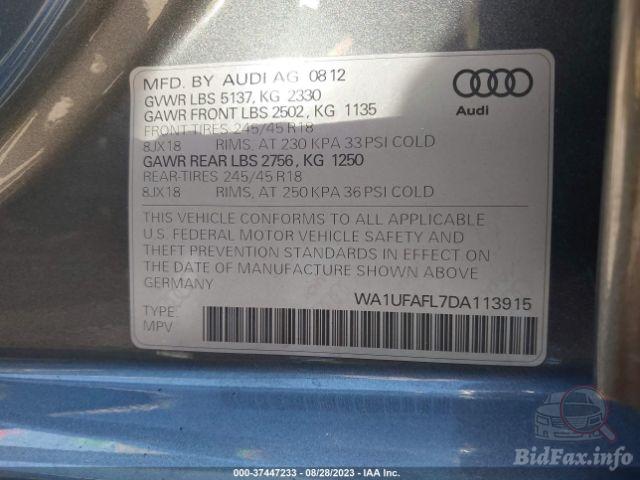 MFD. BY AUDI AG 0812
GVWR LBS 5137, KG 2330
GAWR FRONT LBS 2502, KG 1135
FRONT TIRES 245/45 R18
8JX18 RIMS, AT 230 KPA 33 PSI COLD
GAWR REAR LBS 2756, KG 1250
REAR-TIRES 245/45 R18
8JX18 RIMS, AT 250 KPA 36 PSI COLD
Audi
THIS VEHICLE CONFORMS TO ALL APPLICABLE
U.S. FEDERAL MOTOR VEHICLE SAFETY AND
THEFT PREVENTION STANDARDS IN EFFECT ON
THE DATE OF MANUFACTURE SHOWN ABOVE
GERMANY
WA1UFAFL7DA113915
TYPE:
MPV
BidFax.info
000-37447233 - 08/28/2023 - IAA Inc.